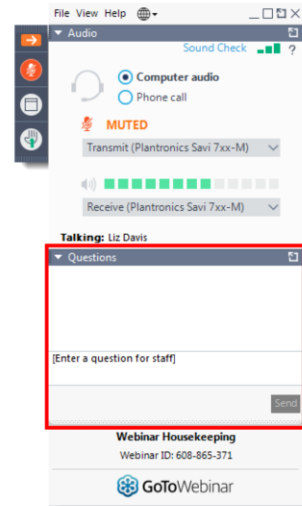 File View Help
Audio
Sound Check ?
Computer audio
Phone call
MUTED
Transmit (Plantronics Savi 7xx-M)
Receive (Plantronics Savi 7xx-M)
Talking: Liz Davis
Questions
[Enter a question for staff]
Send
Webinar Housekeeping
Webinar ID: 608-865-371
GoToWebinar